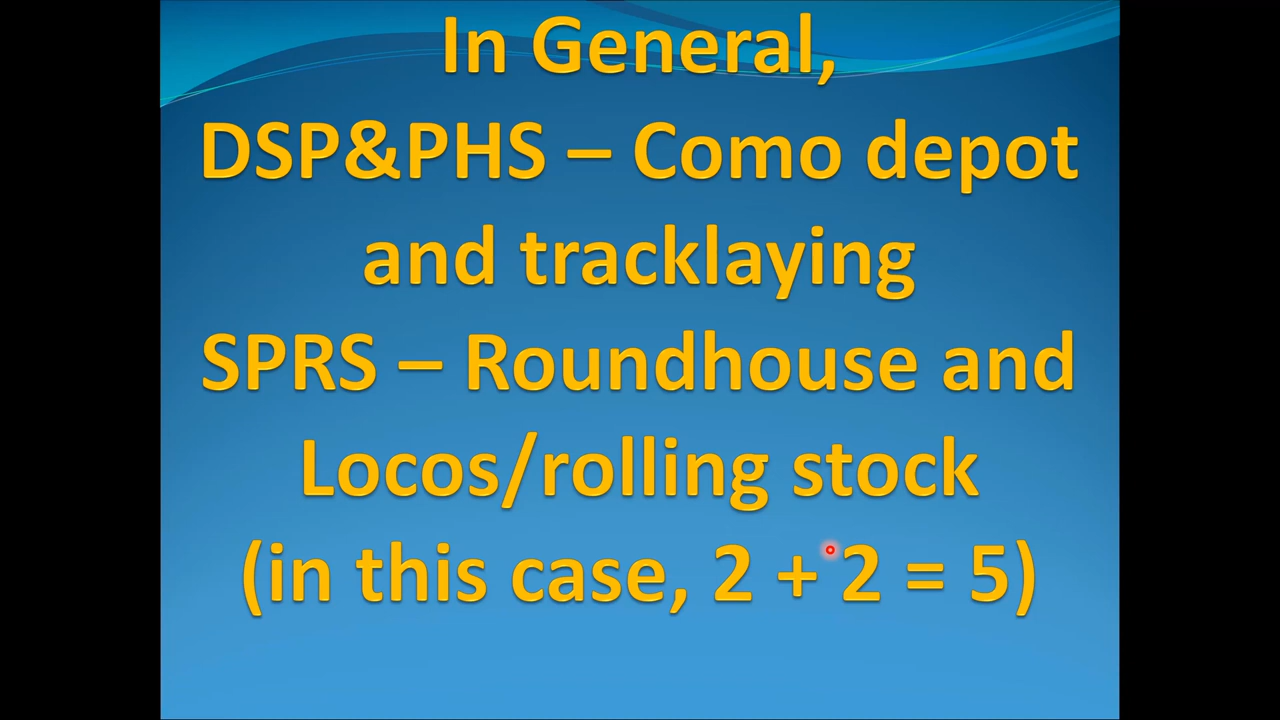 In General,
DSP&PHS – Como depot
and tracklaying
SPRS – Roundhouse and
Locos/rolling stock
(in this case, 2 + 2 = 5)